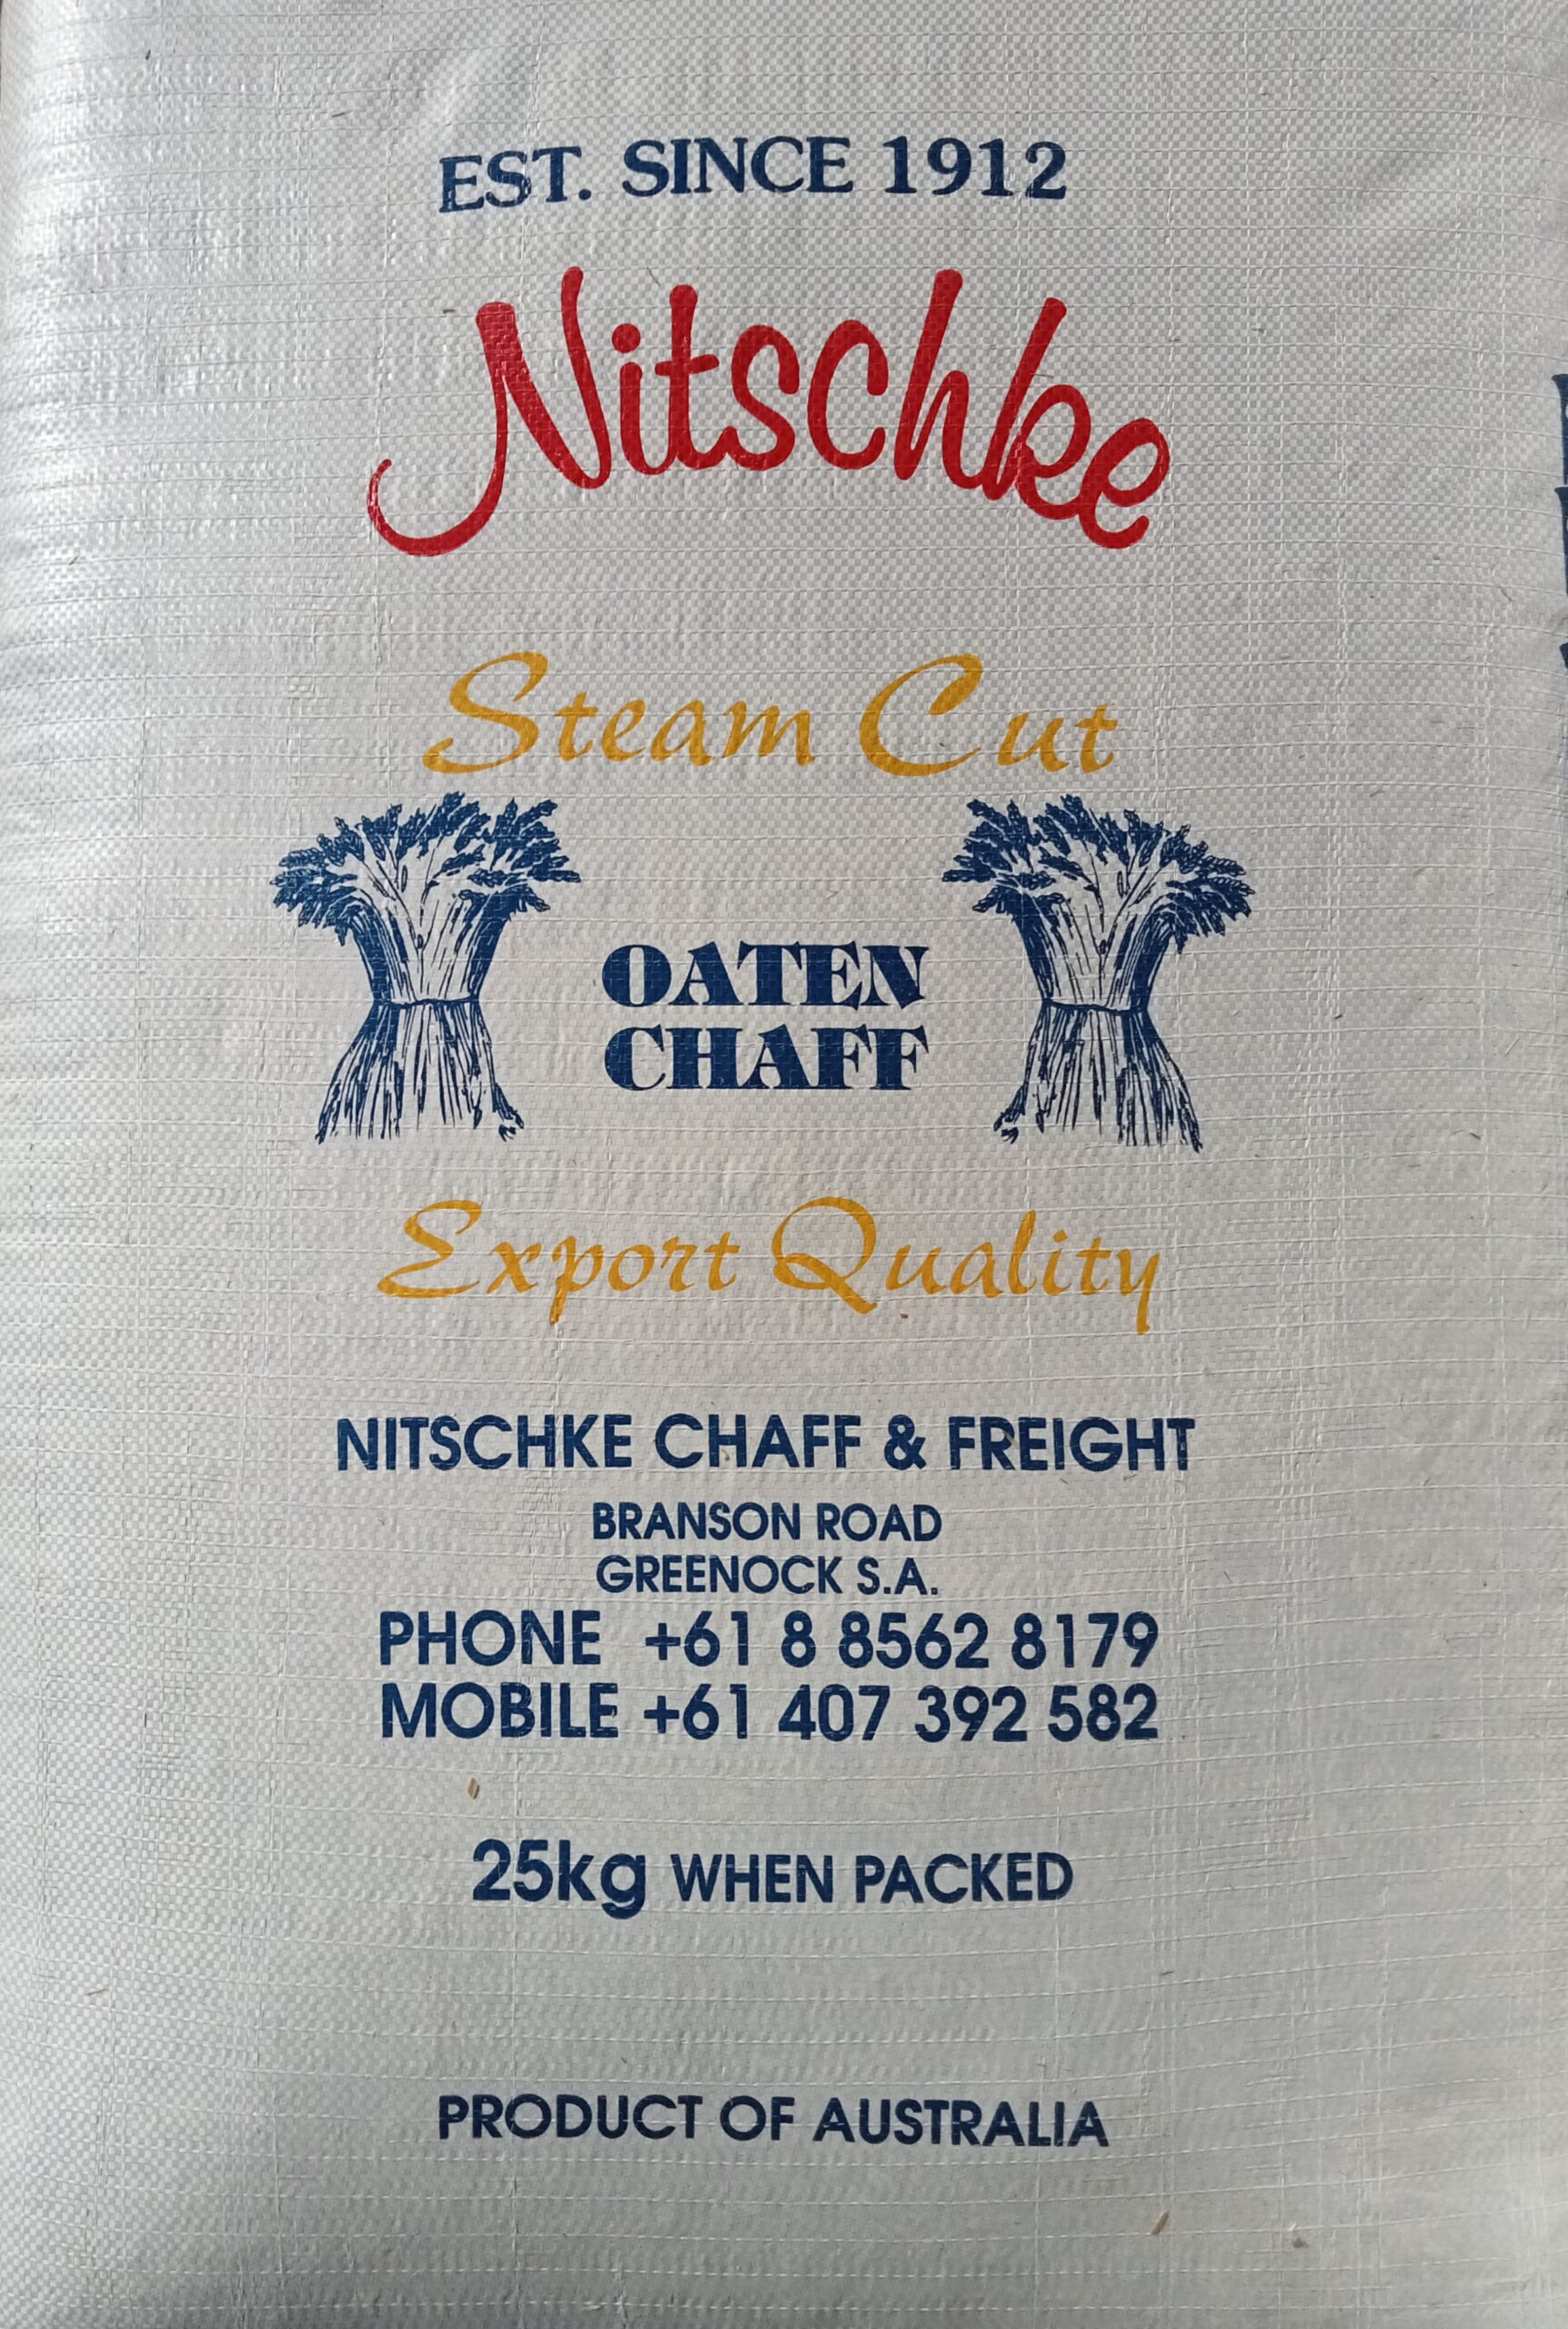 EST. SINCE 1912
Nitschke
Steam Cut
OATEN
CHAFF
Export Quality
NITSCHKE CHAFF & FREIGHT
BRANSON ROAD
GREENOCK S.A.
PHONE +61 8 8562 8179
MOBILE +61 407 392 582
25kg WHEN PACKED
PRODUCT OF AUSTRALIA